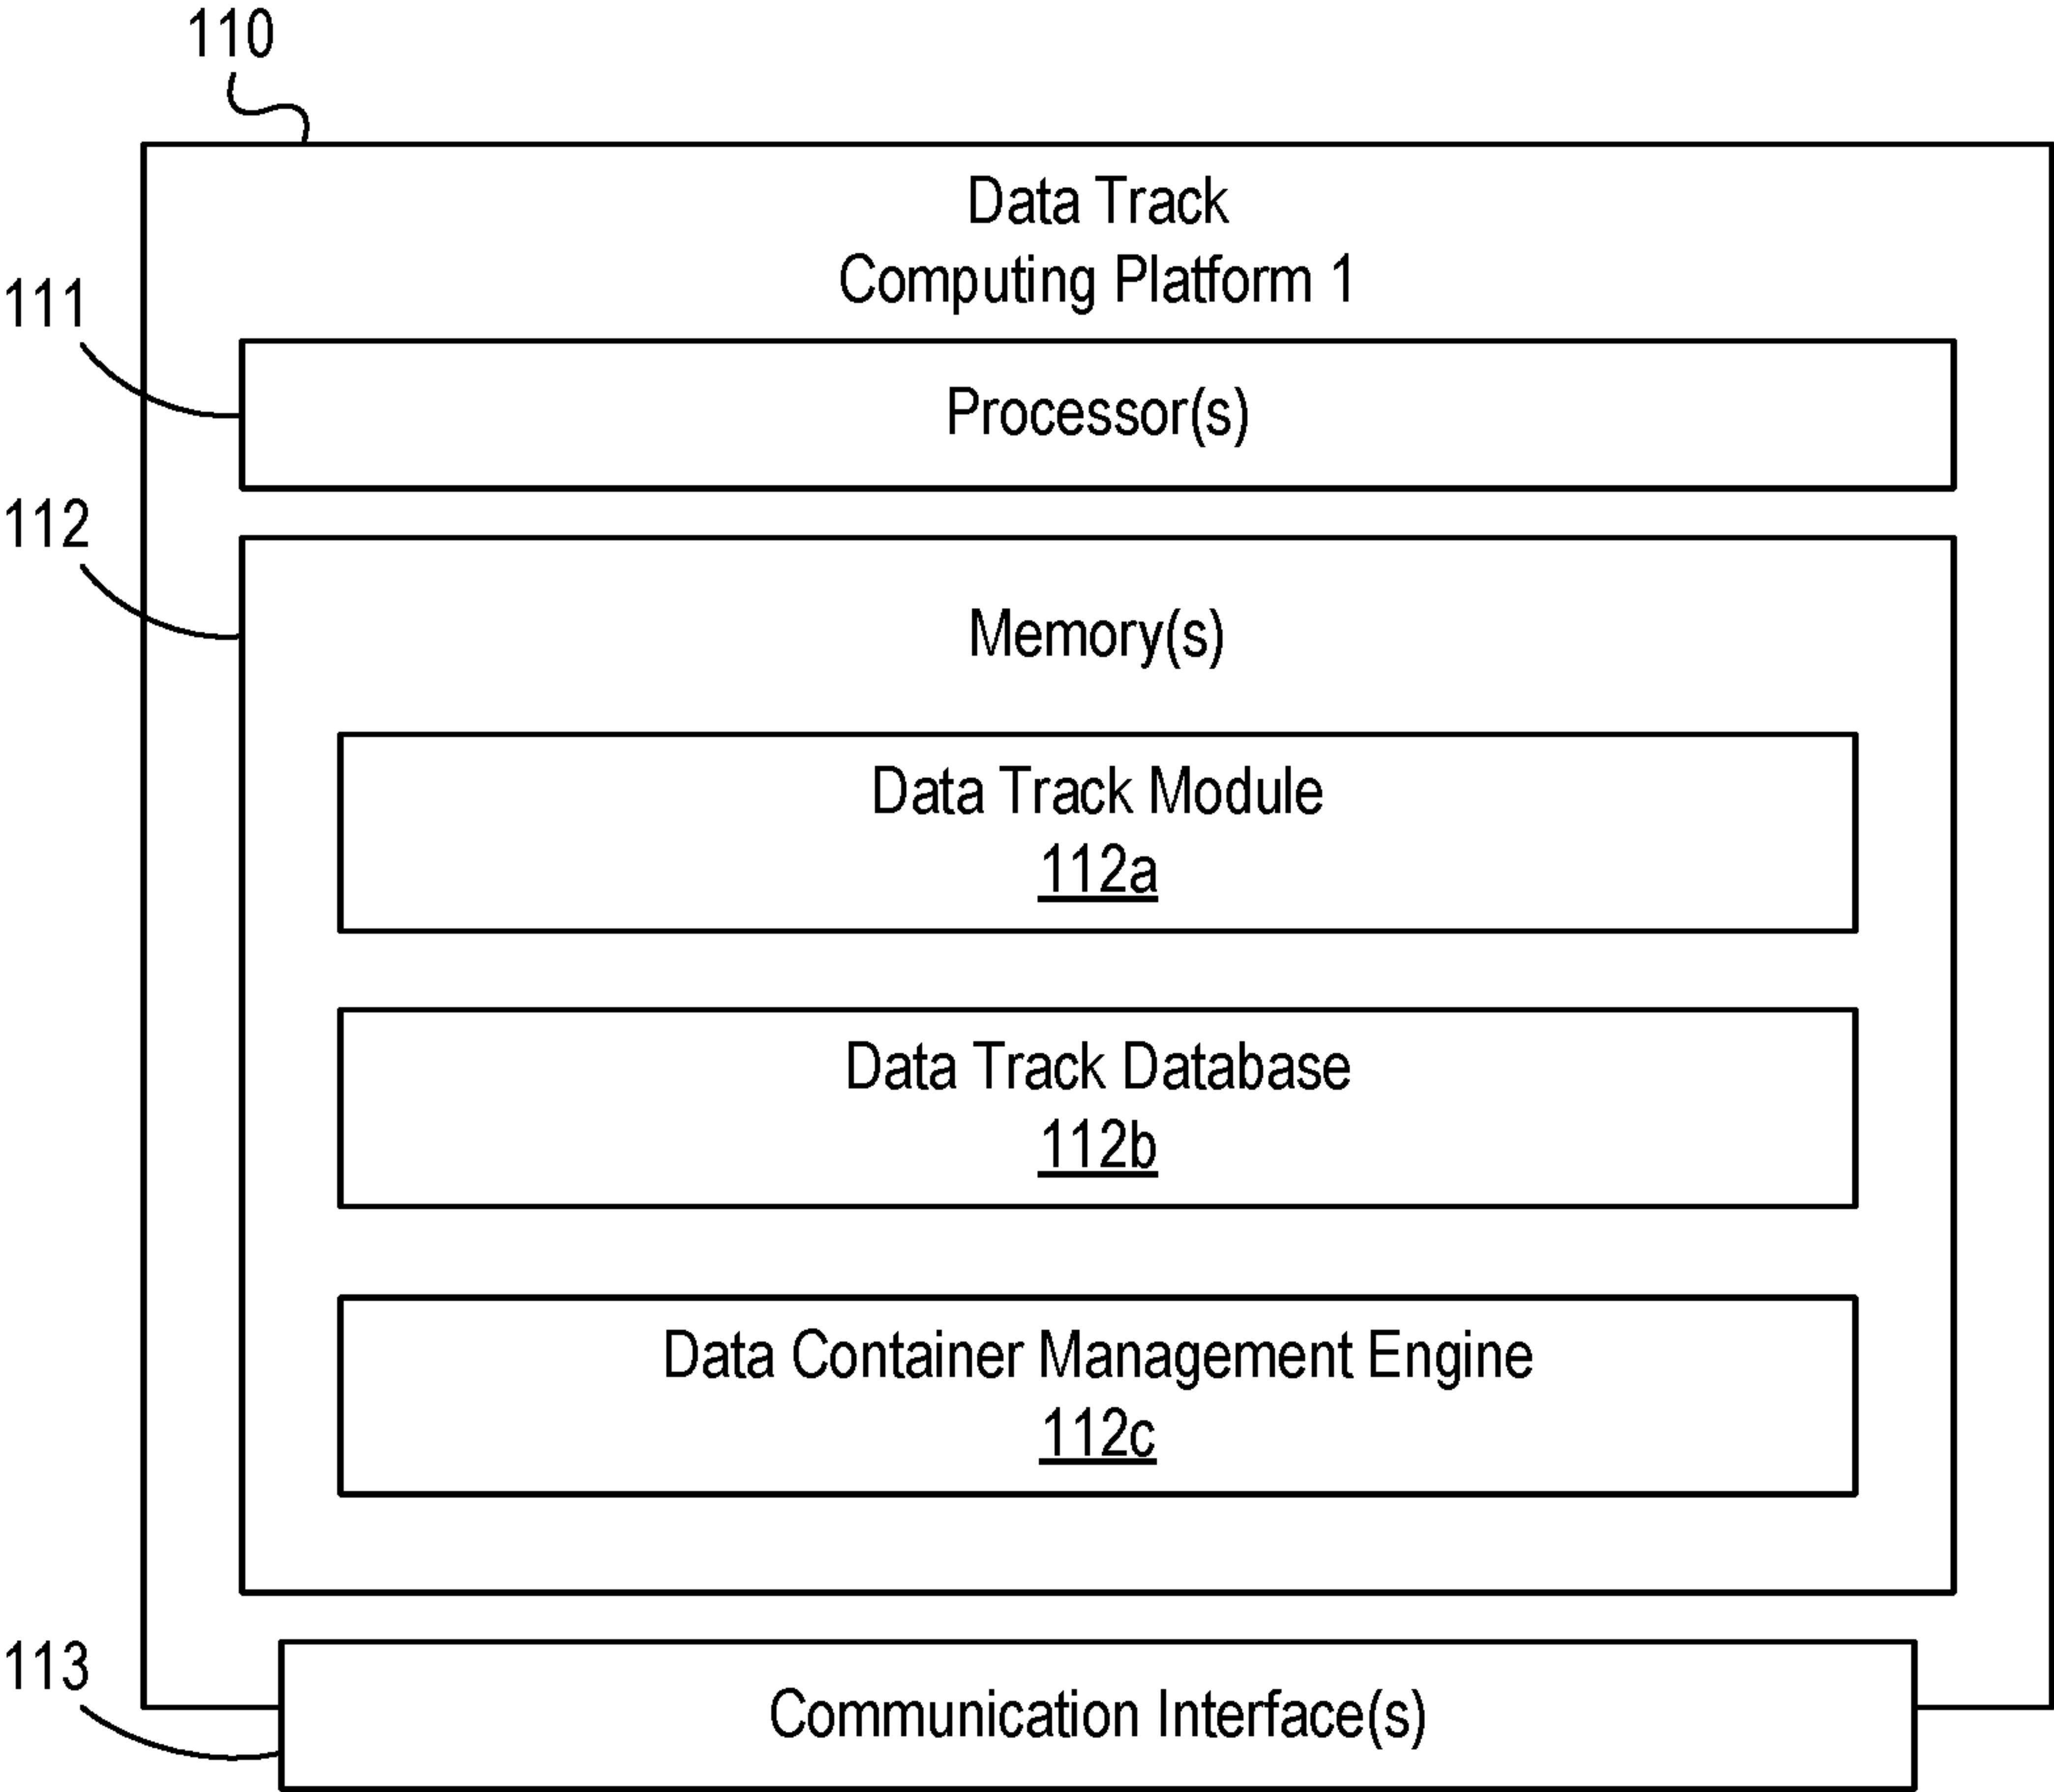 110
Data Track
Computing Platform 1
111
Processor(s)
112
Memory(s)
Data Track Module
112a
Data Track Database
112b
Data Container Management Engine
112c
113
Communication Interface(s)